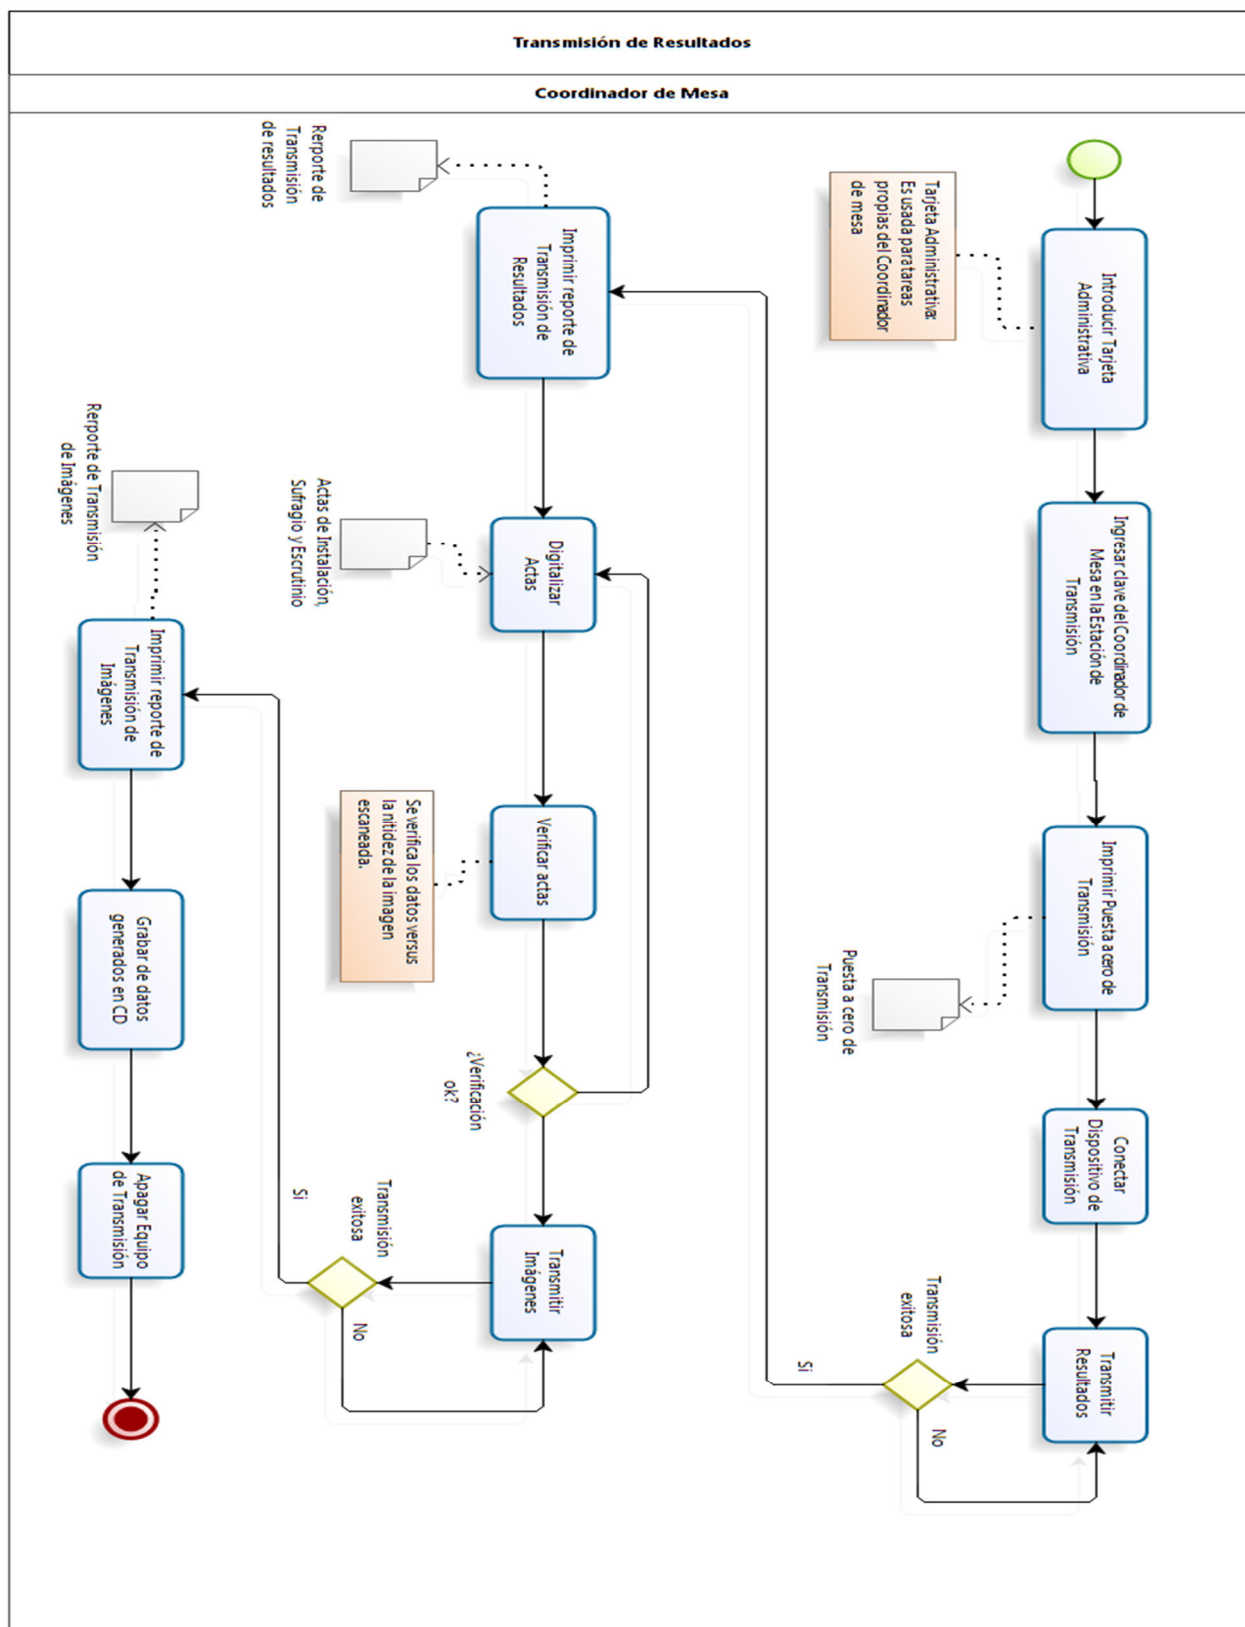 Transmisión de Resultados
Coordinador de Mesa
Introducir Tarjeta
Administrativa
Tarjeta Administrativa:
Es usada para tareas
propias del Coordinador
de mesa
Ingresar clave del Coordinador de
Mesa en la Estación de
Transmisión
Imprimir Puesta a cero de
Transmisión
Puesta a cero de
Transmisión
Conectar
Dispositivo de
Transmisión
Transmitir
Resultados
Transmisión
exitosa
No
Si
Imprimir reporte de
Transmisión de
Resultados
Rerporte de
Transmisión
de resultados
Digitalizar
Actas
Actas de Instalación,
Sufragio y Escrutinio
Verificar actas
Se verifica los datos versus
la nitidez de la imagen
escaneada.
¿Verificación
ok?
Transmitir
Imágenes
Transmisión
exitosa
No
Si
Imprimir reporte de
Transmisión de
Imágenes
Rerporte de Transmisión
de Imágenes
Grabar de datos
generados en CD
Apagar Equipo
de Transmisión